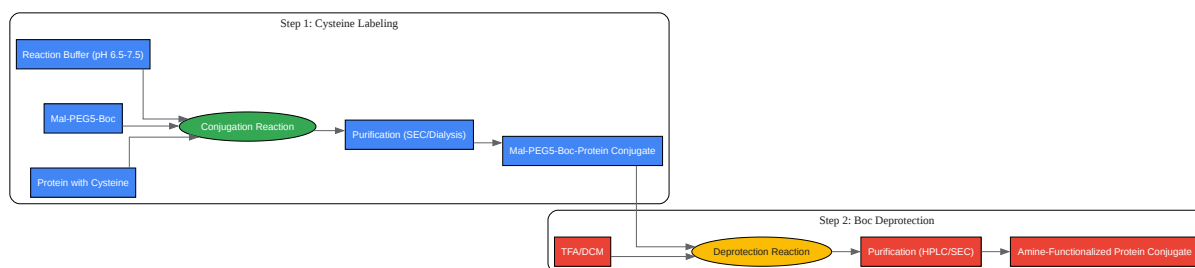 Step 1: Cysteine Labeling
Reaction Buffer (pH 6.5-7.5)
Mal-PEG5-Boc
Conjugation Reaction
Purification (SEC/Dialysis)
Mal-PEG5-Boc-Protein Conjugate
Protein with Cysteine
Step 2: Boc Deprotection
TFA/DCM
Deprotection Reaction
Purification (HPLC/SEC)
Amine-Functionalized Protein Conjugate